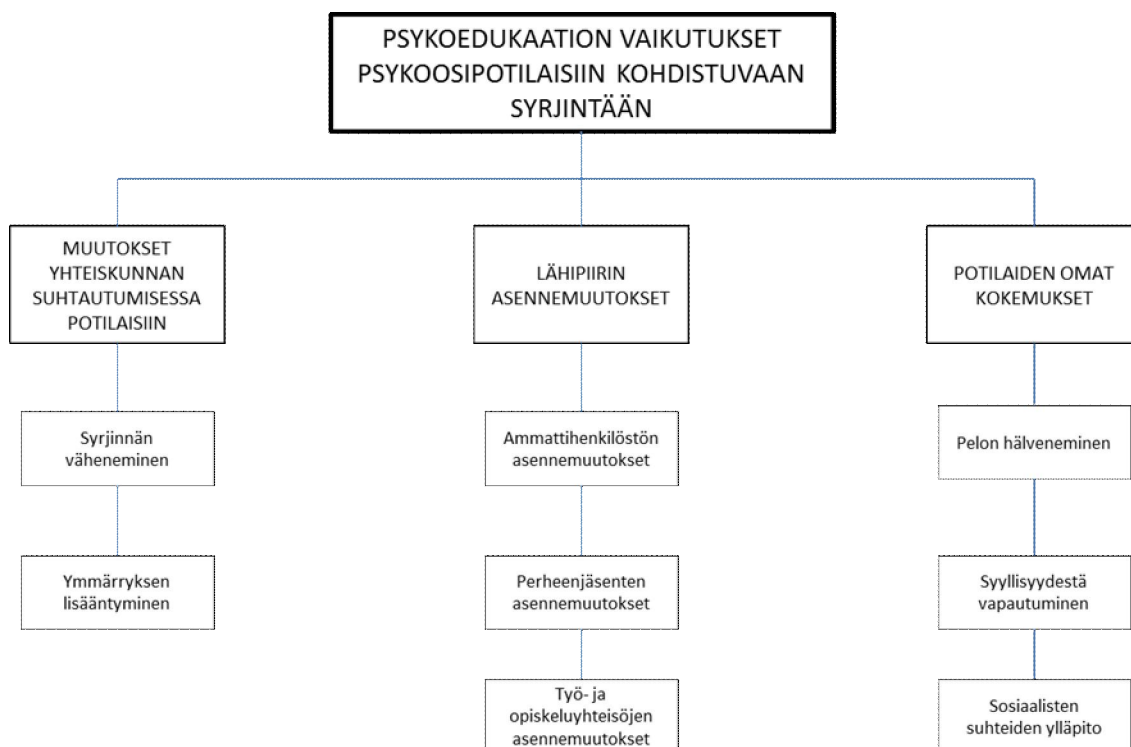 PSYKOEDUKAATION VAIKUTUKSET
PSYKOOSIPOTILAISIIN KOHDISTUVAAN
SYRJINTÄÄN
MUUTOKSET
YHTEISKUNNAN
SUHTAUTUMISESSA
POTILAISIIN
Syrjinnän
väheneminen
Ymmärryksen
lisääntyminen
LÄHIPIIRIN
ASENNEMUUTOKSET
Ammattihenkilöstön
asennemuutokset
Perheenjäsenten
asennemuutokset
Työ- ja
opiskeluyhteisöjen
asennemuutokset
POTILAIDEN OMAT
KOKEMUKSET
Pelon hälveneminen
Syyllisyydestä
vapautuminen
Sosiaalisten
suhteiden ylläpito